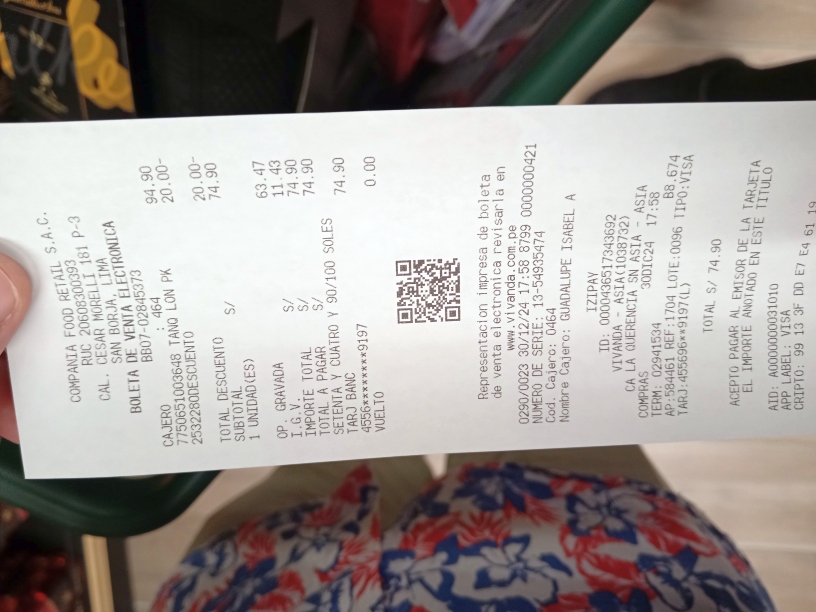 COMPANIA FOOD RETAIL S.A.C.
RUC 20608300393
CAL. CESAR MORELLI 181 P-3
SAN BORJA, LIMA
BOLETA DE VENTA ELECTRONICA
BB07-02845373
CAJERO : 464
7750651003648 TANO LON PK 94.90
2532280DESCUENTO 20.00-
TOTAL DESCUENTO 20.00-
SUBTOTAL S/ 74.90
1 UNIDAD(ES)
OP. GRAVADA 63.47
I.G.V. S/ 11.43
IMPORTE TOTAL S/ 74.90
TOTAL A PAGAR S/ 74.90
SETENTA Y CUATRO Y 90/100 SOLES
TARJ BANC 74.90
4556********9197
VUELTO 0.00
Representacion impresa de boleta
de venta electronica revisarla en
www.vivanda.com.pe
0290/0023 30/12/24 17:58 8799 0000000421
NUMERO DE SERIE: 13-54935474
Cod. Cajero: 0464
Nombre Cajero: GUADALUPE ISABEL A
IZIPAY
ID: 0000436517343692
VIVANDA - ASIA(1038732)
CA LA QUERENCIA SN ASIA - ASIA
COMPRAS 30DIC24 17:58
TERM: 02941534 B8.674
AP:584461 REF:1704 LOTE:0096 TIPO:VISA
TARJ:455696**9197(L)
TOTAL S/ 74.90
ACEPTO PAGAR AL EMISOR DE LA TARJETA
EL IMPORTE ANOTADO EN ESTE TITULO
AID: A0000000031010
APP LABEL: VISA
CRIPTO: 99 13 3F DD E7 E4 61 19